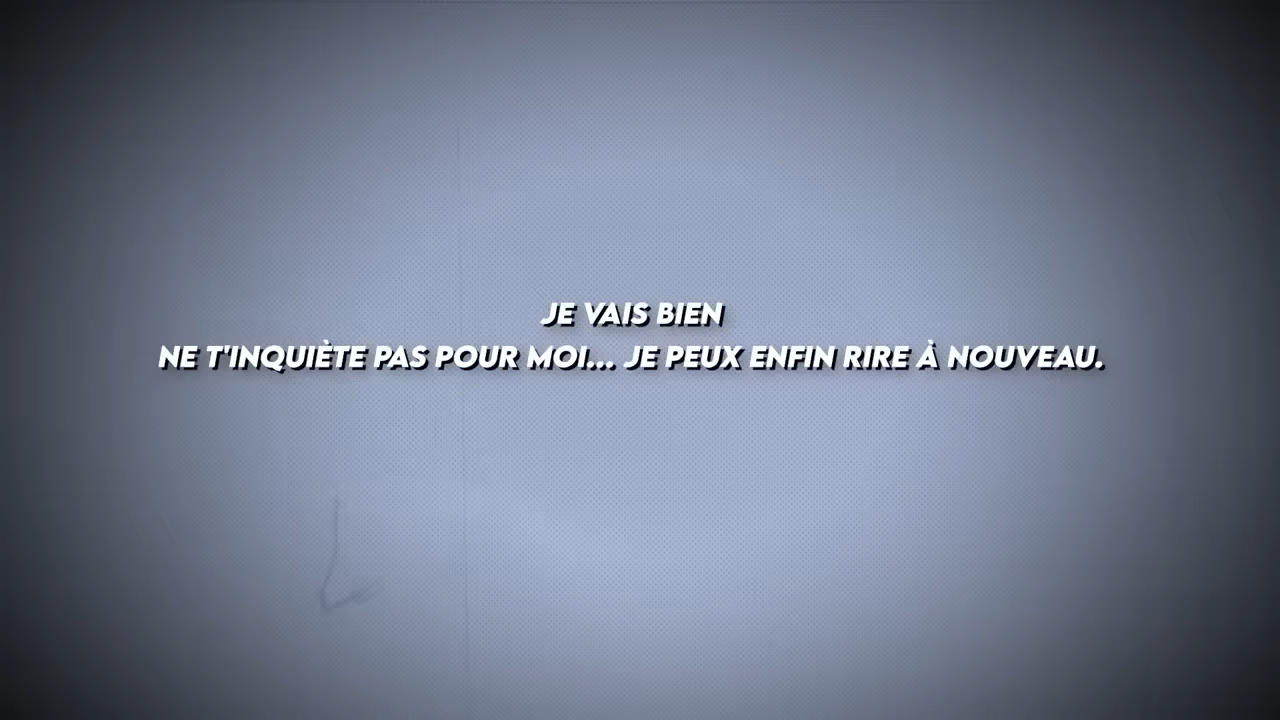 JE VAIS BIEN
NE T'INQUIÈTE PAS POUR MOI... JE PEUX ENFIN RIRE À NOUVEAU.